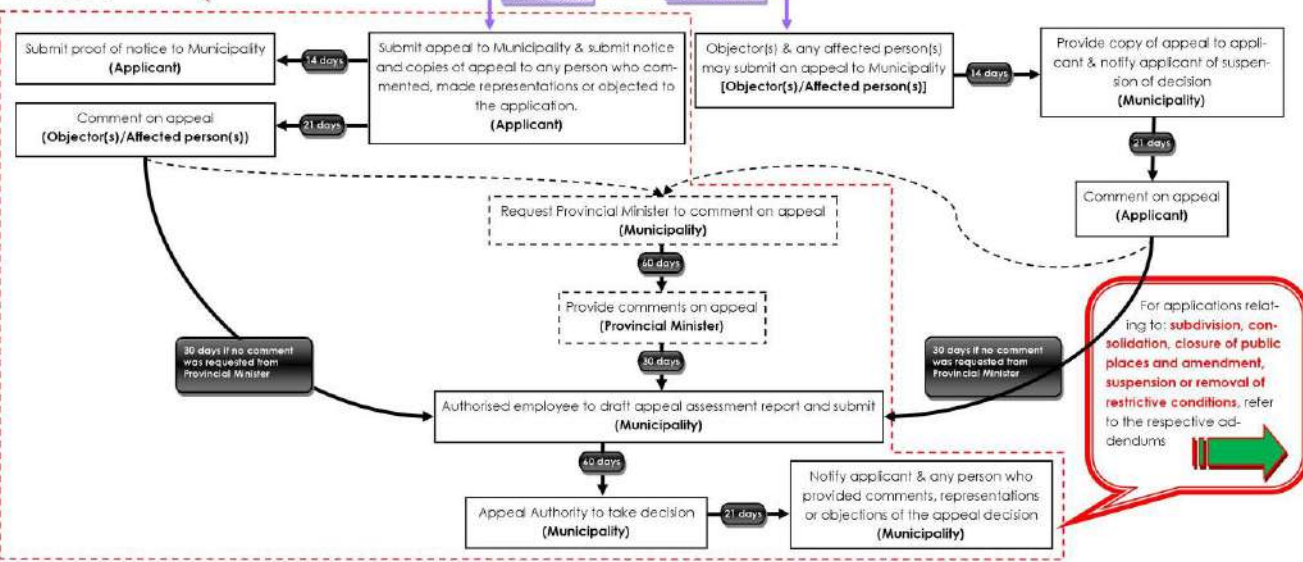 Submit proof of notice to Municipality
(Applicant)
14 days
Submit appeal to Municipality & submit notice
and copies of appeal to any person who com-
mented, made representations or objected to
the application.
(Applicant)
21 days
Comment on appeal
(Objector(s)/Affected person(s))
Objector(s) & any affected person(s)
may submit an appeal to Municipality
[Objector(s)/Affected person(s)]
14 days
Provide copy of appeal to appli-
cant & notify applicant of suspen-
sion of decision
(Municipality)
21 days
Comment on appeal
(Applicant)
Request Provincial Minister to comment on appeal
(Municipality)
60 days
Provide comments on appeal
(Provincial Minister)
30 days
30 days if no comment
was requested from
Provincial Minister
30 days if no comment
was requested from
Provincial Minister
For applications relat-
ing to: subdivision, con-
solidation, closure of public
places and amendment,
suspension or removal of
restrictive conditions, refer
to the respective ad-
dendums
Authorised employee to draft appeal assessment report and submit
(Municipality)
60 days
Appeal Authority to take decision
(Municipality)
21 days
Notify applicant & any person who
provided comments, representations
or objections of the appeal decision
(Municipality)